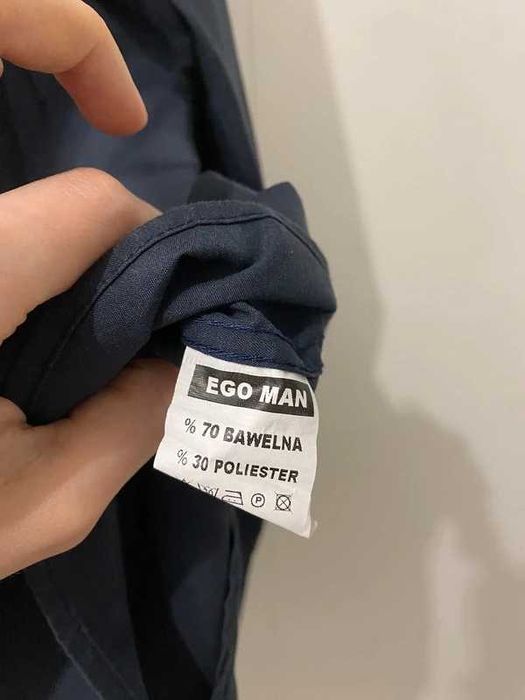 EGO MAN
% 70 BAWELNA
% 30 POLIESTER
P